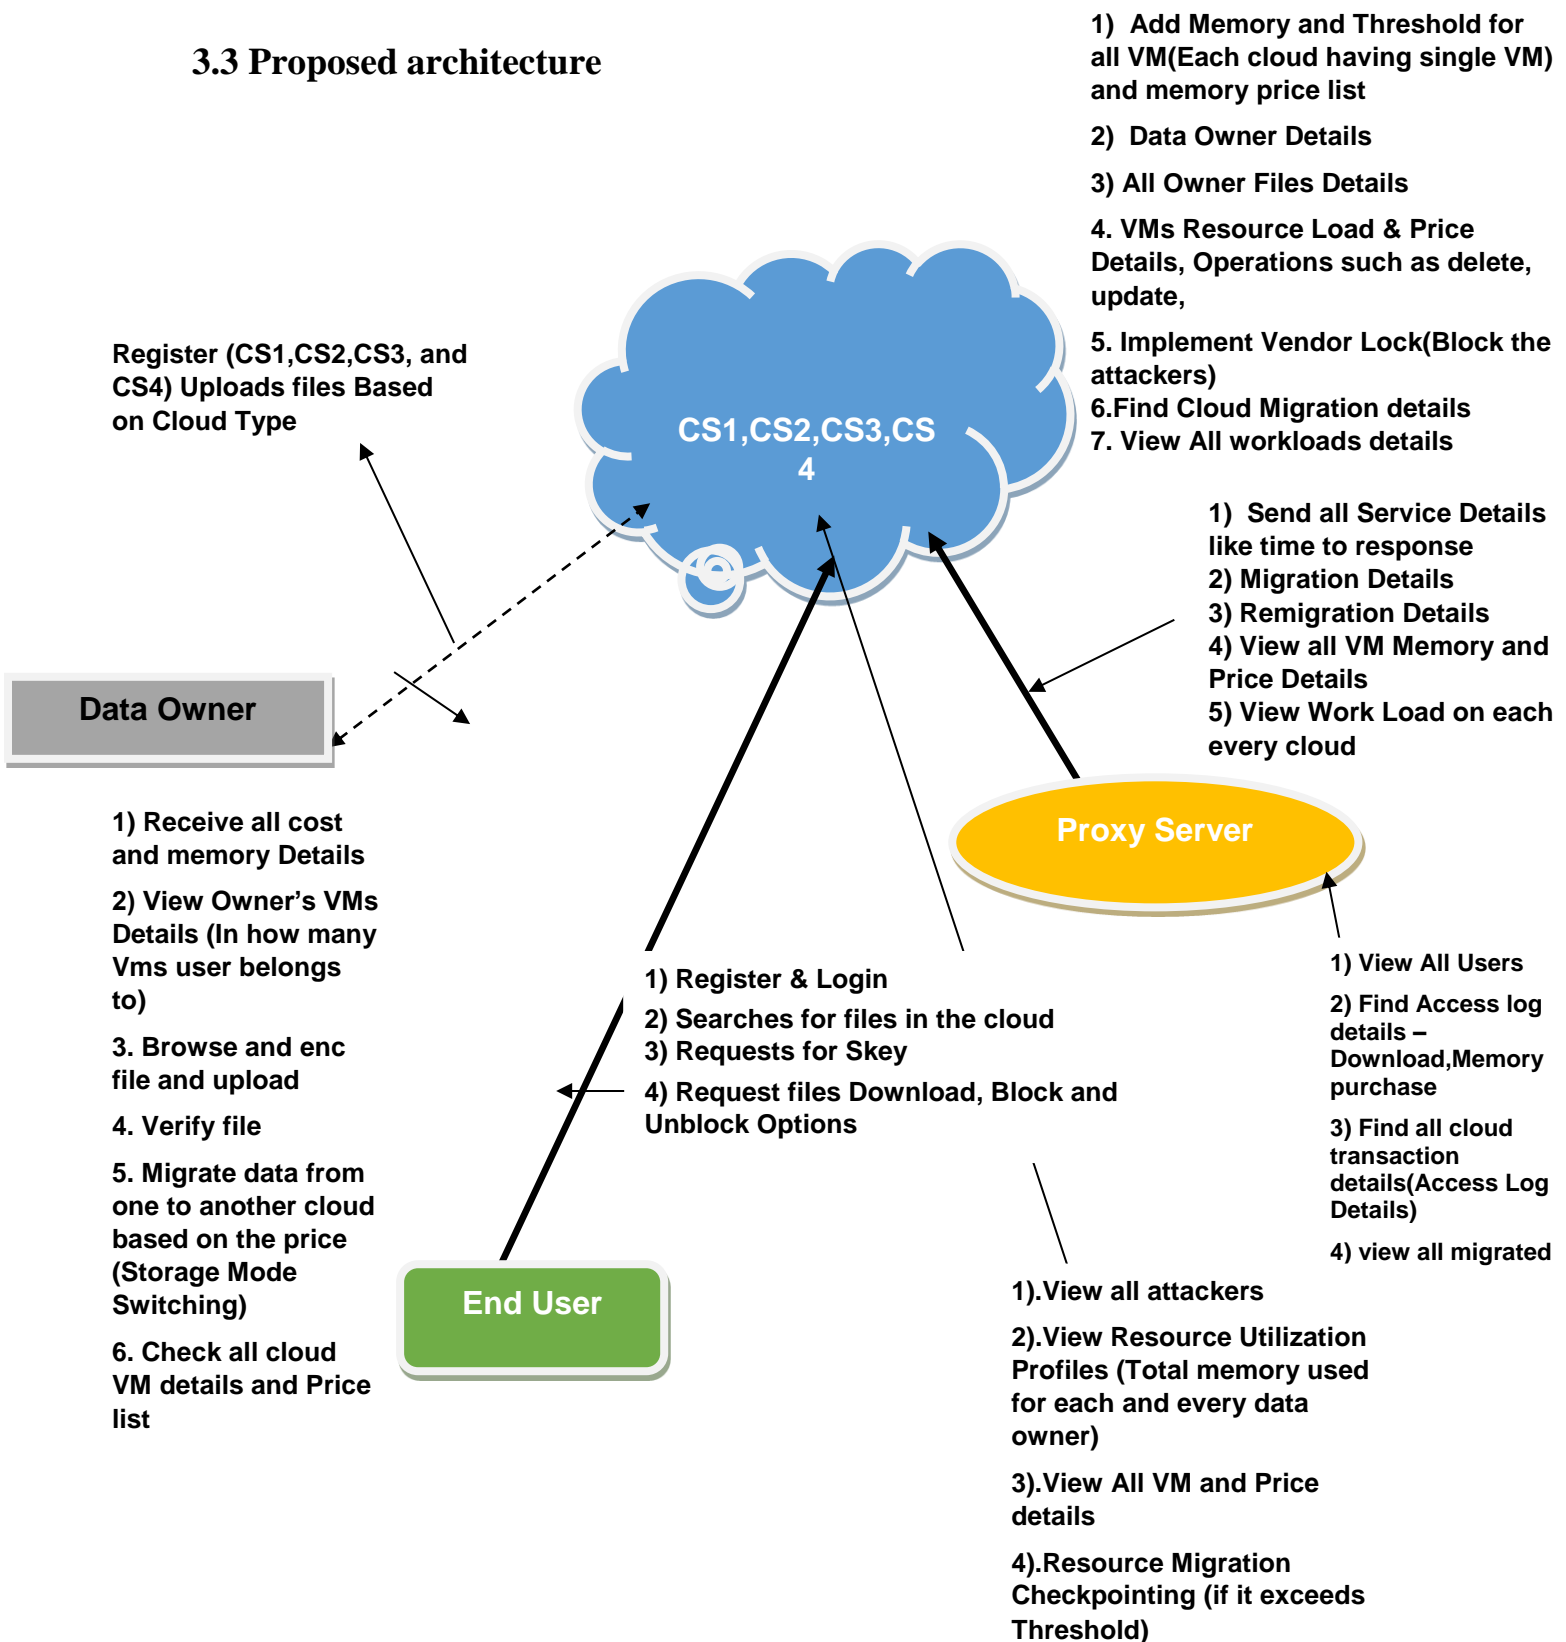 3.3 Proposed architecture
1)  Add Memory and Threshold for
all VM(Each cloud having single VM)
and memory price list
2)  Data Owner Details
3) All Owner Files Details
4. VMs Resource Load & Price
Details, Operations such as delete,
update,
5. Implement Vendor Lock(Block the
attackers)
6.Find Cloud Migration details
7. View All workloads details
Register (CS1,CS2,CS3, and
CS4) Uploads files Based
on Cloud Type
CS1,CS2,CS3,CS
4
1)  Send all Service Details
like time to response
2) Migration Details
3) Remigration Details
4) View all VM Memory and
Price Details
5) View Work Load on each
every cloud
Data Owner
Proxy Server
1) Receive all cost
and memory Details
2) View Owner’s VMs
Details (In how many
Vms user belongs
to)
3. Browse and enc
file and upload
4. Verify file
5. Migrate data from
one to another cloud
based on the price
(Storage Mode
Switching)
6. Check all cloud
VM details and Price
list
1) Register & Login
2) Searches for files in the cloud
3) Requests for Skey
4) Request files Download, Block and
Unblock Options
1) View All Users
2) Find Access log
details –
Download,Memory
purchase
3) Find all cloud
transaction
details(Access Log
Details)
4) view all migrated
End User
1).View all attackers
2).View Resource Utilization
Profiles (Total memory used
for each and every data
owner)
3).View All VM and Price
details
4).Resource Migration
Checkpointing (if it exceeds
Threshold)